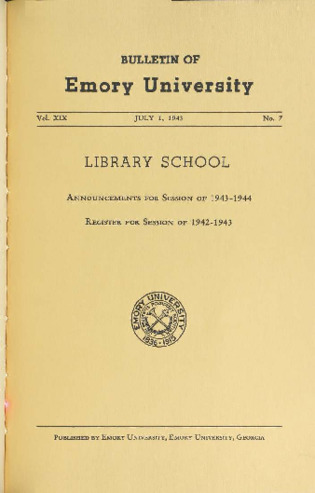 BULLETIN OF
Emory University
Vol. XIX JULY 1, 1943 No. 7
LIBRARY SCHOOL
ANNOUNCEMENTS FOR SESSION OF 1943-1944
REGISTER FOR SESSION OF 1942-1943
EMORY UNIVERSITY
1836-1915
PUBLISHED BY EMORY UNIVERSITY, EMORY UNIVERSITY, GEORGIA